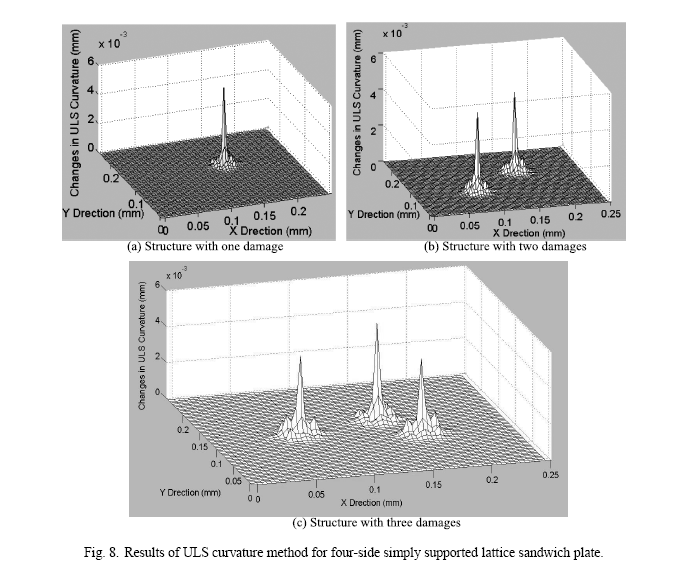 x 10
-3
Changes in ULS Curvature (mm)
6
4
2
0
0.2
0.1
Y Drection (mm)
0
0
0.05
0.1
0.15
0.2
X Drection (mm)
(a) Structure with one damage
x 10
-3
Changes in ULS Curvature (mm)
6
4
2
0
0.2
0.1
Y Drection (mm)
0
0
0.05
0.1
0.15
0.2
0.25
X Drection (mm)
(b) Structure with two damages
x 10
-3
Changes in ULS Curvature (mm)
6
4
2
0
0.2
0.15
0.1
0.05
Y Drection (mm)
0
0
0.05
0.1
0.15
0.2
0.25
X Drection (mm)
(c) Structure with three damages
Fig. 8. Results of ULS curvature method for four-side simply supported lattice sandwich plate.